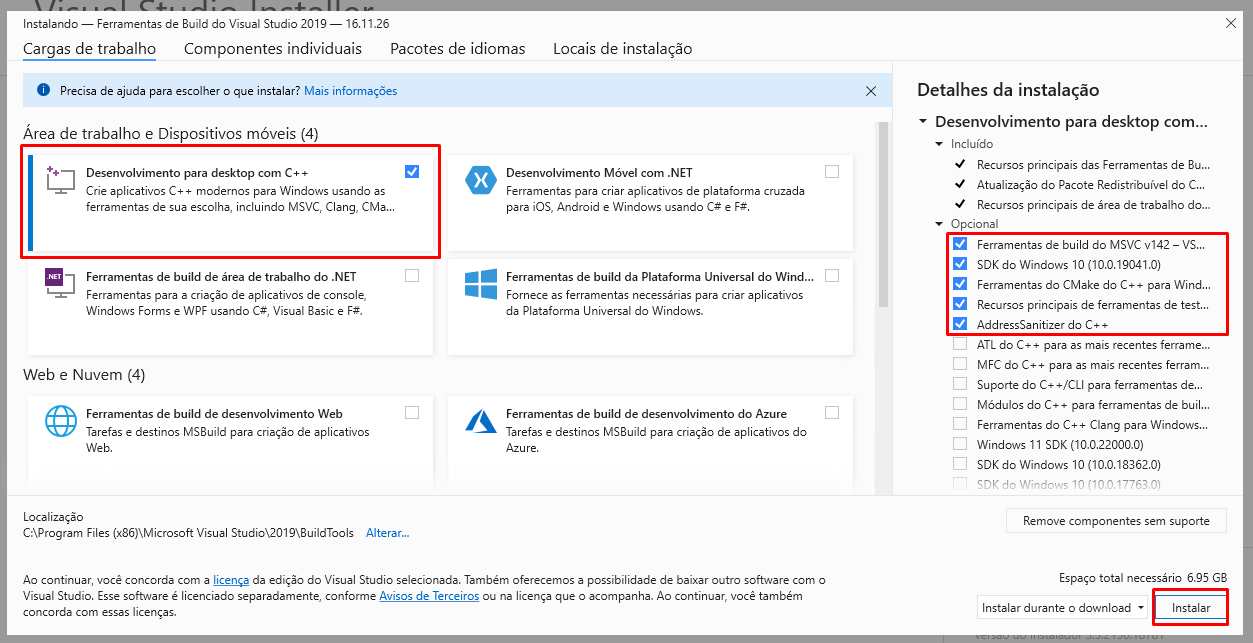 Visual Studio Installer
Instalando — Ferramentas de Build do Visual Studio 2019 — 16.11.26
Cargas de trabalho
Componentes individuais
Pacotes de idiomas
Locais de instalação
Precisa de ajuda para escolher o que instalar? Mais informações
Área de trabalho e Dispositivos móveis (4)
Desenvolvimento para desktop com C++
Crie aplicativos C++ modernos para Windows usando as
ferramentas de sua escolha, incluindo MSVC, Clang, CMa...
Desenvolvimento Móvel com .NET
Ferramentas para criar aplicativos de plataforma cruzada
para iOS, Android e Windows usando C# e F#.
.NET
Ferramentas de build de área de trabalho do .NET
Ferramentas para a criação de aplicativos de console,
Windows Forms e WPF usando C#, Visual Basic e F#.
Ferramentas de build da Plataforma Universal do Wind...
Fornece as ferramentas necessárias para criar aplicativos
da Plataforma Universal do Windows.
Web e Nuvem (4)
Ferramentas de build de desenvolvimento Web
Tarefas e destinos MSBuild para criação de aplicativos
Web.
Ferramentas de build de desenvolvimento do Azure
Tarefas e destinos MSBuild para criação de aplicativos do
Azure.
Detalhes da instalação
Desenvolvimento para desktop com...
Incluído
Recursos principais das Ferramentas de Bu...
Atualização do Pacote Redistribuível do C...
Recursos principais de área de trabalho do...
Opcional
Ferramentas de build do MSVC v142 – VS...
SDK do Windows 10 (10.0.19041.0)
Ferramentas do CMake do C++ para Wind...
Recursos principais de ferramentas de test...
AddressSanitizer do C++
ATL do C++ para as mais recentes ferrame...
MFC do C++ para as mais recentes ferram...
Suporte do C++/CLI para ferramentas de...
Módulos do C++ para ferramentas de buil...
Ferramentas do C++ Clang para Windows...
Windows 11 SDK (10.0.22000.0)
SDK do Windows 10 (10.0.18362.0)
SDK do Windows 10 (10.0.17763.0)
Localização
C:\Program Files (x86)\Microsoft Visual Studio\2019\BuildTools Alterar...
Remove componentes sem suporte
Ao continuar, você concorda com a licença da edição do Visual Studio selecionada. Também oferecemos a possibilidade de baixar outro software com o
Visual Studio. Esse software é licenciado separadamente, conforme Avisos de Terceiros ou na licença que o acompanha. Ao continuar, você também
concorda com essas licenças.
Espaço total necessário 6.95 GB
Instalar durante o download
Instalar